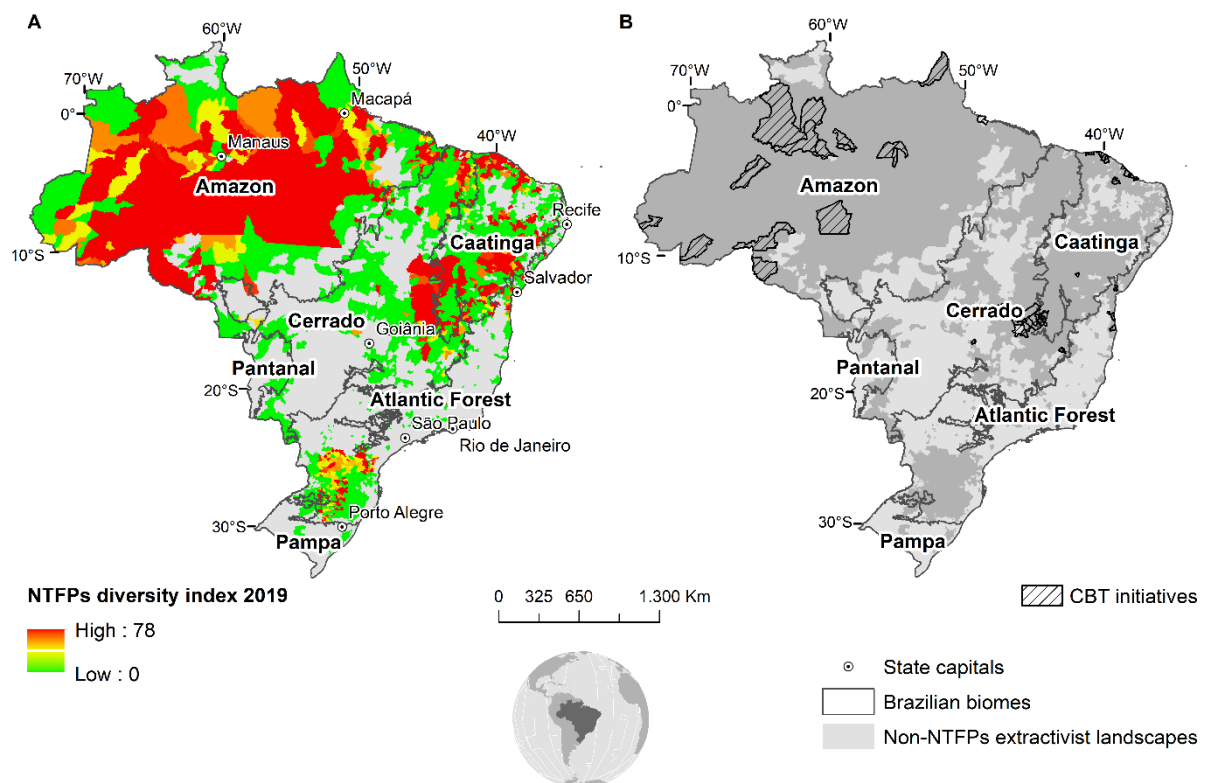 A
60°W
70°W
50°W
0°
Macapá
Manaus
40°W
Amazon
Recife
Caatinga
10°S
Salvador
Cerrado
Goiânia
Pantanal
20°S
Atlantic Forest
São Paulo
Rio de Janeiro
30°S
Porto Alegre
Pampa
B
60°W
70°W
50°W
0°
40°W
Amazon
Caatinga
10°S
Cerrado
Pantanal
20°S
Atlantic Forest
30°S
Pampa
NTFPs diversity index 2019
High : 78
Low : 0
0 325 650 1.300 Km
CBT initiatives
State capitals
Brazilian biomes
Non-NTFPs extractivist landscapes